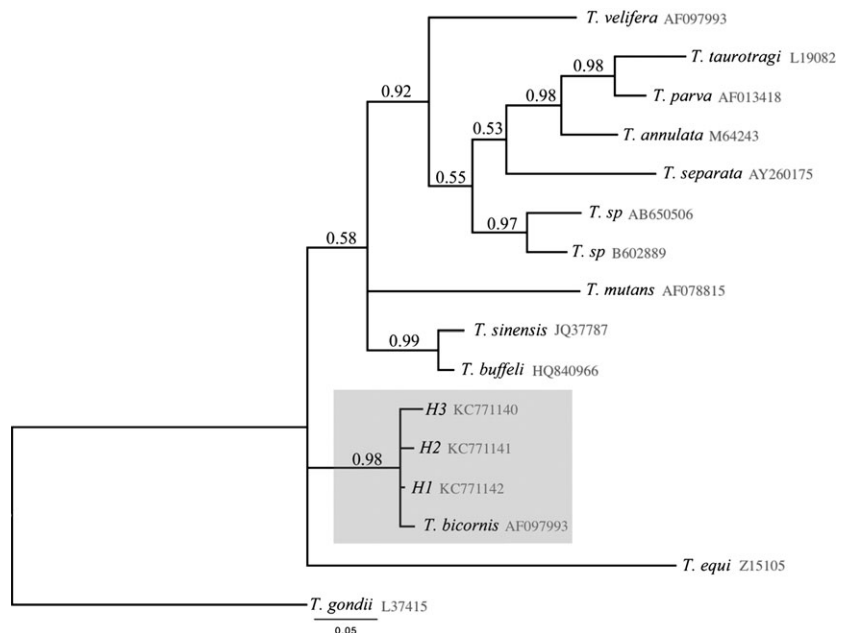 T. velifera AF097993
T. taurotragi L19082
0.98
T. parva AF013418
0.92
0.98
T. annulata M64243
0.53
T. separata AY260175
0.55
T. sp AB650506
0.97
T. sp B602889
0.58
T. mutans AF078815
T. sinensis JQ37787
0.99
T. buffeli HQ840966
H3 KC771140
H2 KC771141
0.98
H1 KC771142
T. bicornis AF097993
T. equi Z15105
T. gondii L37415
0.05